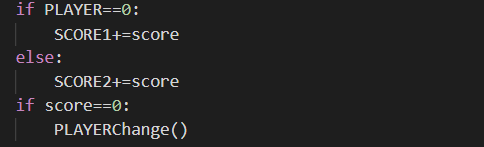 if PLAYER==0:
    SCORE1+=score
else:
    SCORE2+=score
if score==0:
    PLAYERChange()